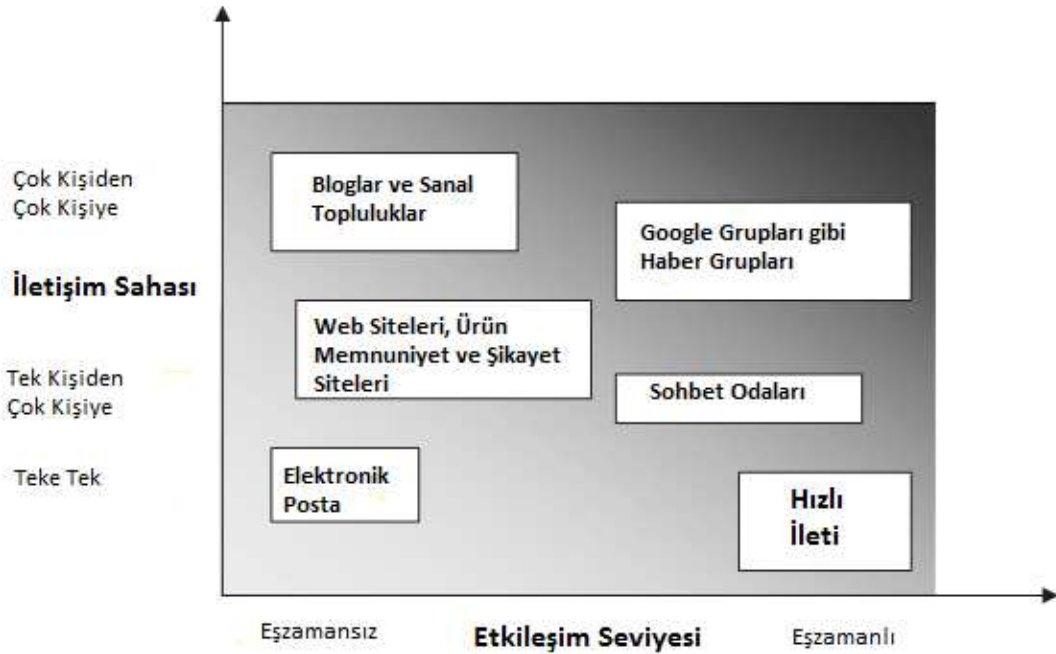 Çok Kişiden
Çok Kişiye
Bloglar ve Sanal
Topluluklar
Google Grupları gibi
Haber Grupları
İletişim Sahası
Web Siteleri, Ürün
Memnuniyet ve Şikayet
Siteleri
Tek Kişiden
Çok Kişiye
Sohbet Odaları
Teke Tek
Elektronik
Posta
Hızlı
İleti
Eşzamansız
Etkileşim Seviyesi
Eşzamanlı